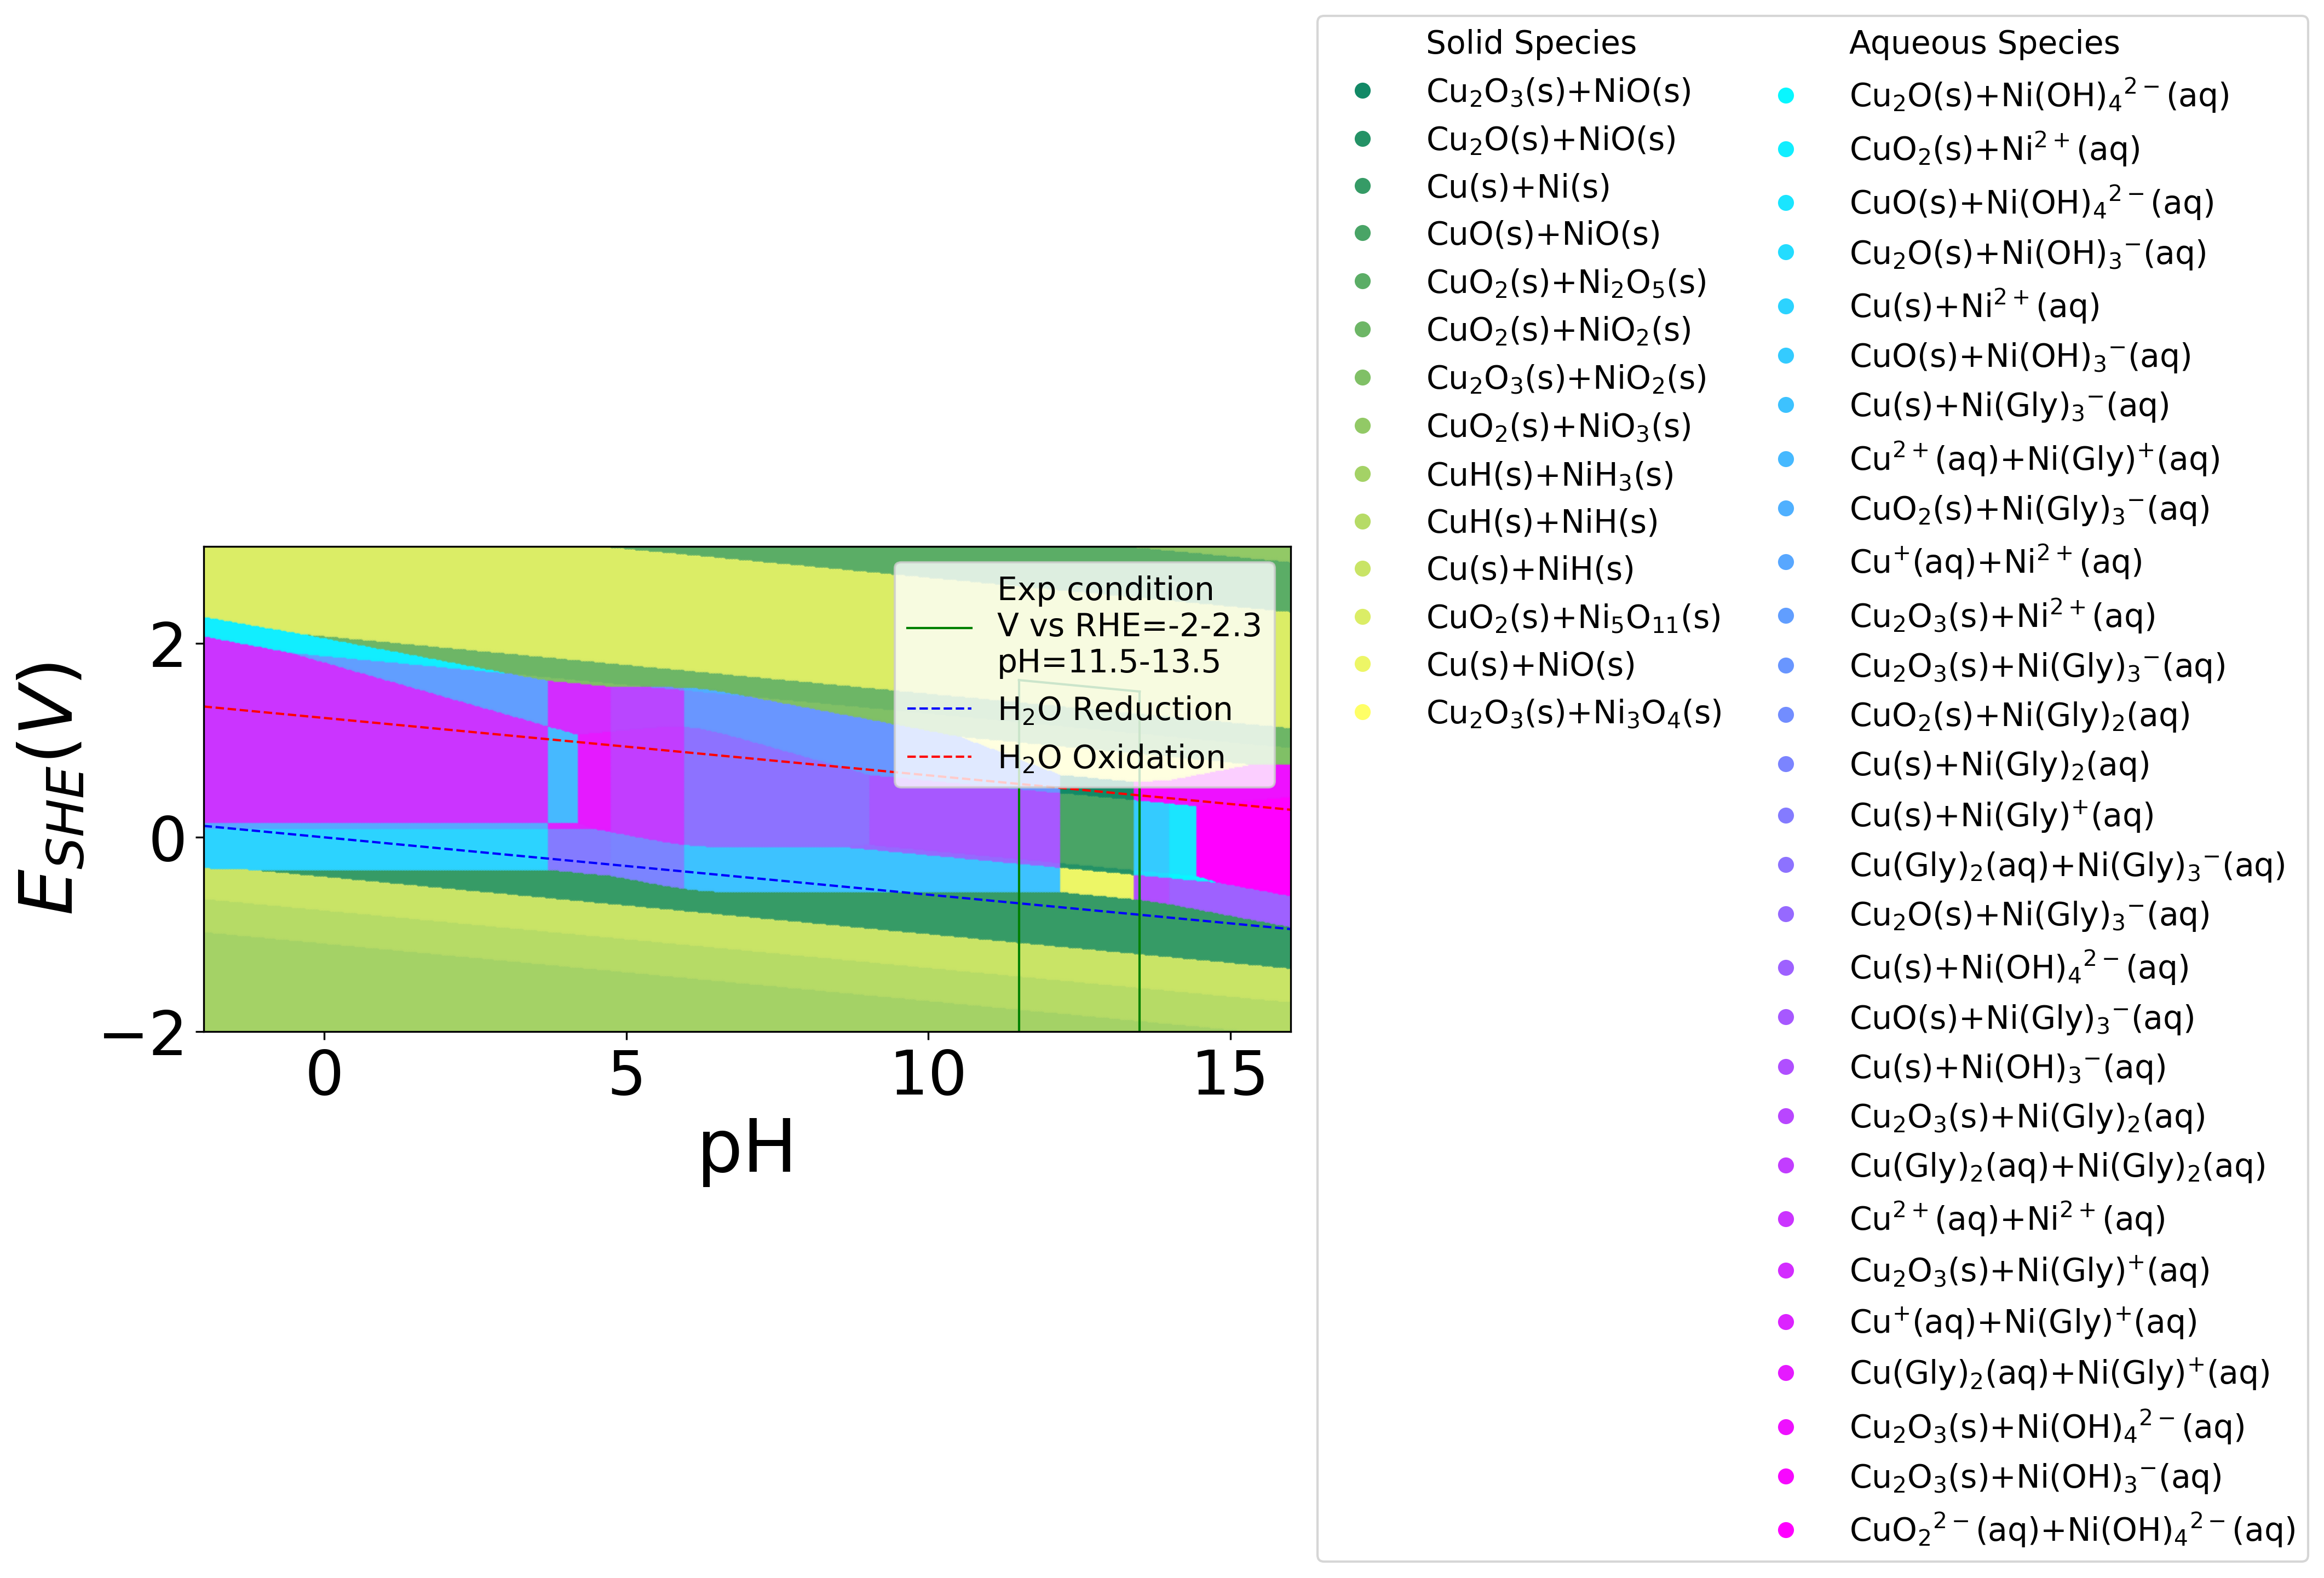 Solid Species
Cu₂O₃(s)+NiO(s)
Cu₂O(s)+NiO(s)
Cu(s)+Ni(s)
CuO(s)+NiO(s)
CuO₂(s)+Ni₂O₅(s)
CuO₂(s)+NiO₂(s)
Cu₂O₃(s)+NiO₂(s)
CuO₂(s)+NiO₃(s)
CuH(s)+NiH₃(s)
CuH(s)+NiH(s)
Cu(s)+NiH(s)
CuO₂(s)+Ni₅O₁₁(s)
Cu(s)+NiO(s)
Cu₂O₃(s)+Ni₃O₄(s)
Aqueous Species
Cu₂O(s)+Ni(OH)₄²⁻(aq)
CuO₂(s)+Ni²⁺(aq)
CuO(s)+Ni(OH)₄²⁻(aq)
Cu₂O(s)+Ni(OH)₃⁻(aq)
Cu(s)+Ni²⁺(aq)
CuO(s)+Ni(OH)₃⁻(aq)
Cu(s)+Ni(Gly)₃⁻(aq)
Cu²⁺(aq)+Ni(Gly)⁺(aq)
CuO₂(s)+Ni(Gly)₃⁻(aq)
Cu⁺(aq)+Ni²⁺(aq)
Cu₂O₃(s)+Ni²⁺(aq)
Cu₂O₃(s)+Ni(Gly)₃⁻(aq)
CuO₂(s)+Ni(Gly)₂(aq)
Cu(s)+Ni(Gly)₂(aq)
Cu(s)+Ni(Gly)⁺(aq)
Cu(Gly)₂(aq)+Ni(Gly)₃⁻(aq)
Cu₂O(s)+Ni(Gly)₃⁻(aq)
Cu(s)+Ni(OH)₄²⁻(aq)
CuO(s)+Ni(Gly)₃⁻(aq)
Cu(s)+Ni(OH)₃⁻(aq)
Cu₂O₃(s)+Ni(Gly)₂(aq)
Cu(Gly)₂(aq)+Ni(Gly)₂(aq)
Cu²⁺(aq)+Ni²⁺(aq)
Cu₂O₃(s)+Ni(Gly)⁺(aq)
Cu⁺(aq)+Ni(Gly)⁺(aq)
Cu(Gly)₂(aq)+Ni(Gly)⁺(aq)
Cu₂O₃(s)+Ni(OH)₄²⁻(aq)
Cu₂O₃(s)+Ni(OH)₃⁻(aq)
CuO₂²⁻(aq)+Ni(OH)₄²⁻(aq)
Exp condition
V vs RHE=-2-2.3
pH=11.5-13.5
H₂O Reduction
H₂O Oxidation
E_SHE(V)
2
0
−2
0 5 10 15
pH